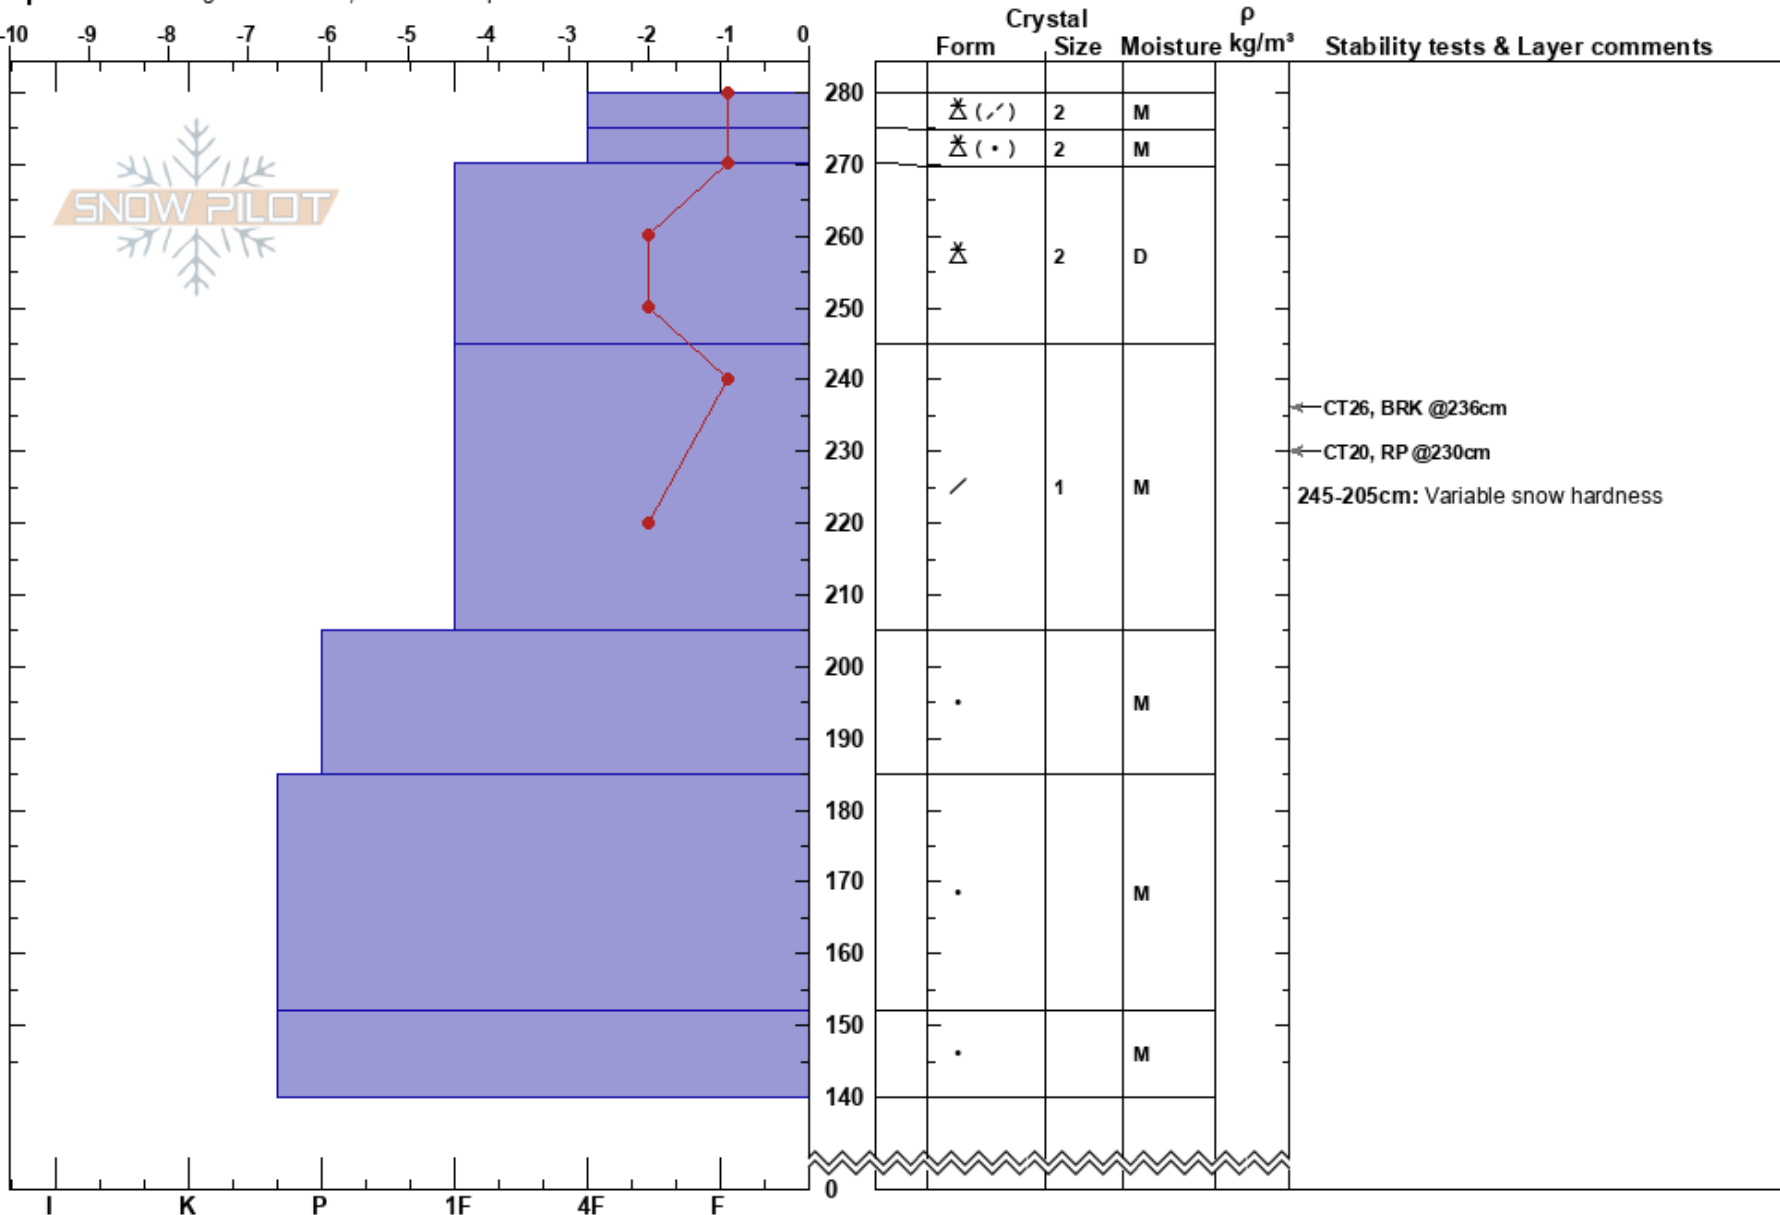 Crystal ρ
-10 -9 -8 -7 -6 -5 -4 -3 -2 -1 0
Form Size Moisture kg/m³ Stability tests & Layer comments
280
2 M
2 M
270
SNOW PILOT
260
2 D
250
240
CT26, BRK @236cm
230
CT20, RP @230cm
1 M
245-205cm: Variable snow hardness
220
210
200
M
190
180
170
M
160
150
M
140
0
I K P 1F 4F F